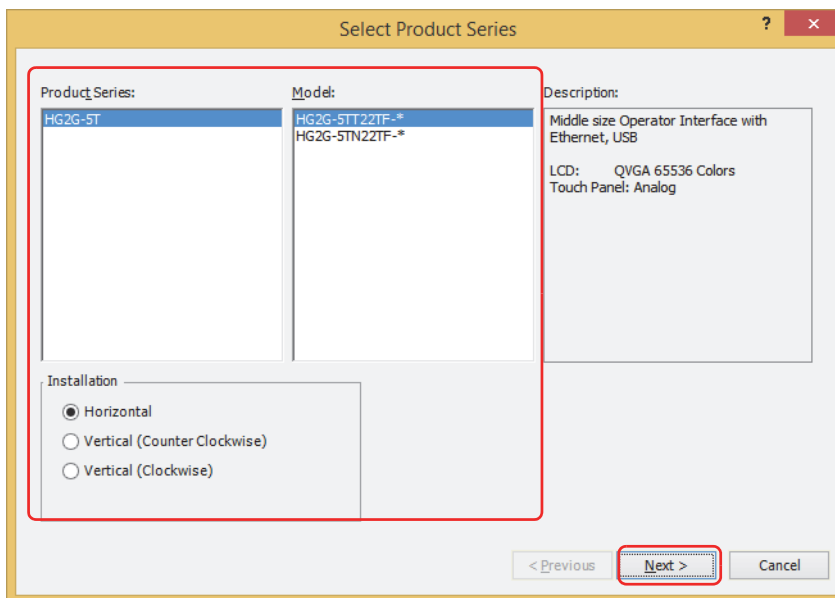 Select Product Series
?
Product Series:
HG2G-5T
Model:
HG2G-5TT22TF-*
HG2G-5TN22TF-*
Description:
Middle size Operator Interface with
Ethernet, USB
LCD: QVGA 65536 Colors
Touch Panel: Analog
Installation
Horizontal
Vertical (Counter Clockwise)
Vertical (Clockwise)
< Previous
Next >
Cancel